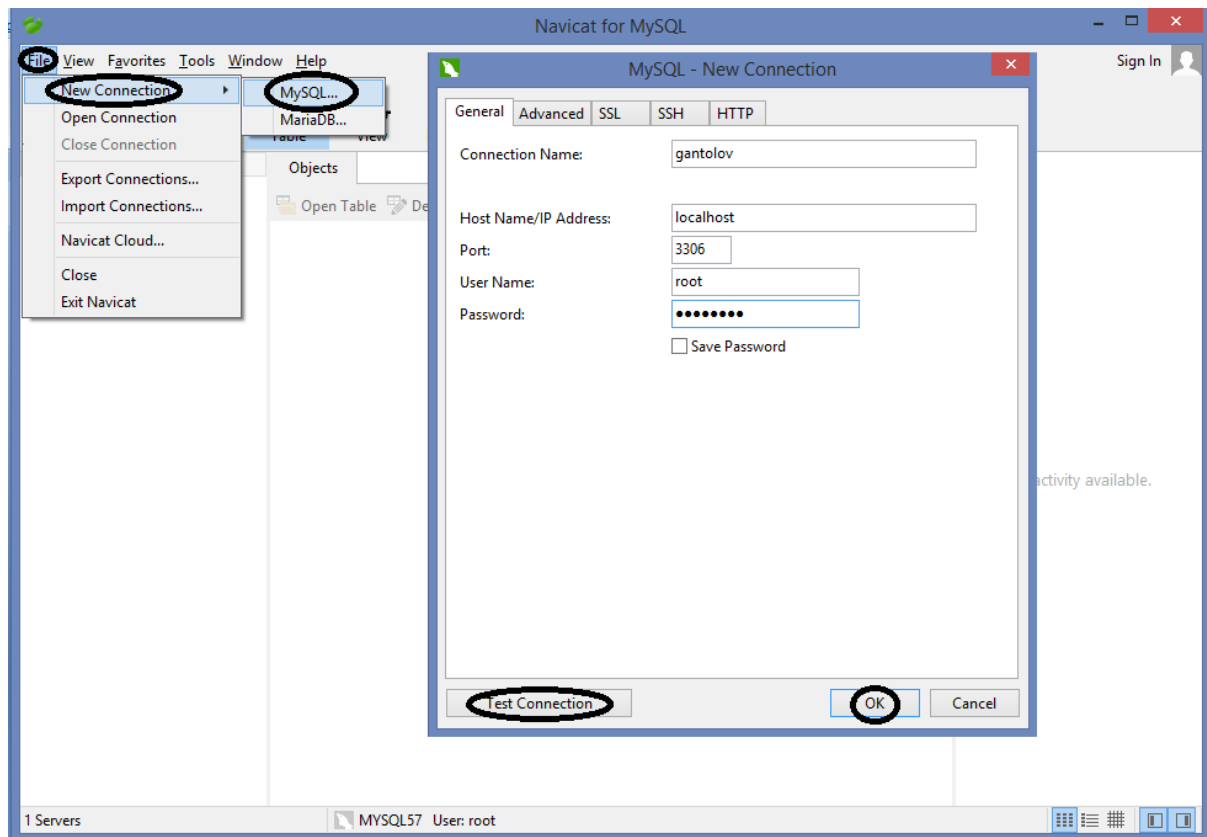 Navicat for MySQL
File View Favorites Tools Window Help
Sign In
New Connection
Open Connection
Close Connection
Export Connections...
Import Connections...
Navicat Cloud...
Close
Exit Navicat
MySQL...
MariaDB...
Table View
Objects
Open Table De
MySQL - New Connection
General Advanced SSL SSH HTTP
Connection Name: gantolov
Host Name/IP Address: localhost
Port: 3306
User Name: root
Password: ••••••••
Save Password
Test Connection OK Cancel
activity available.
1 Servers MYSQL57 User: root